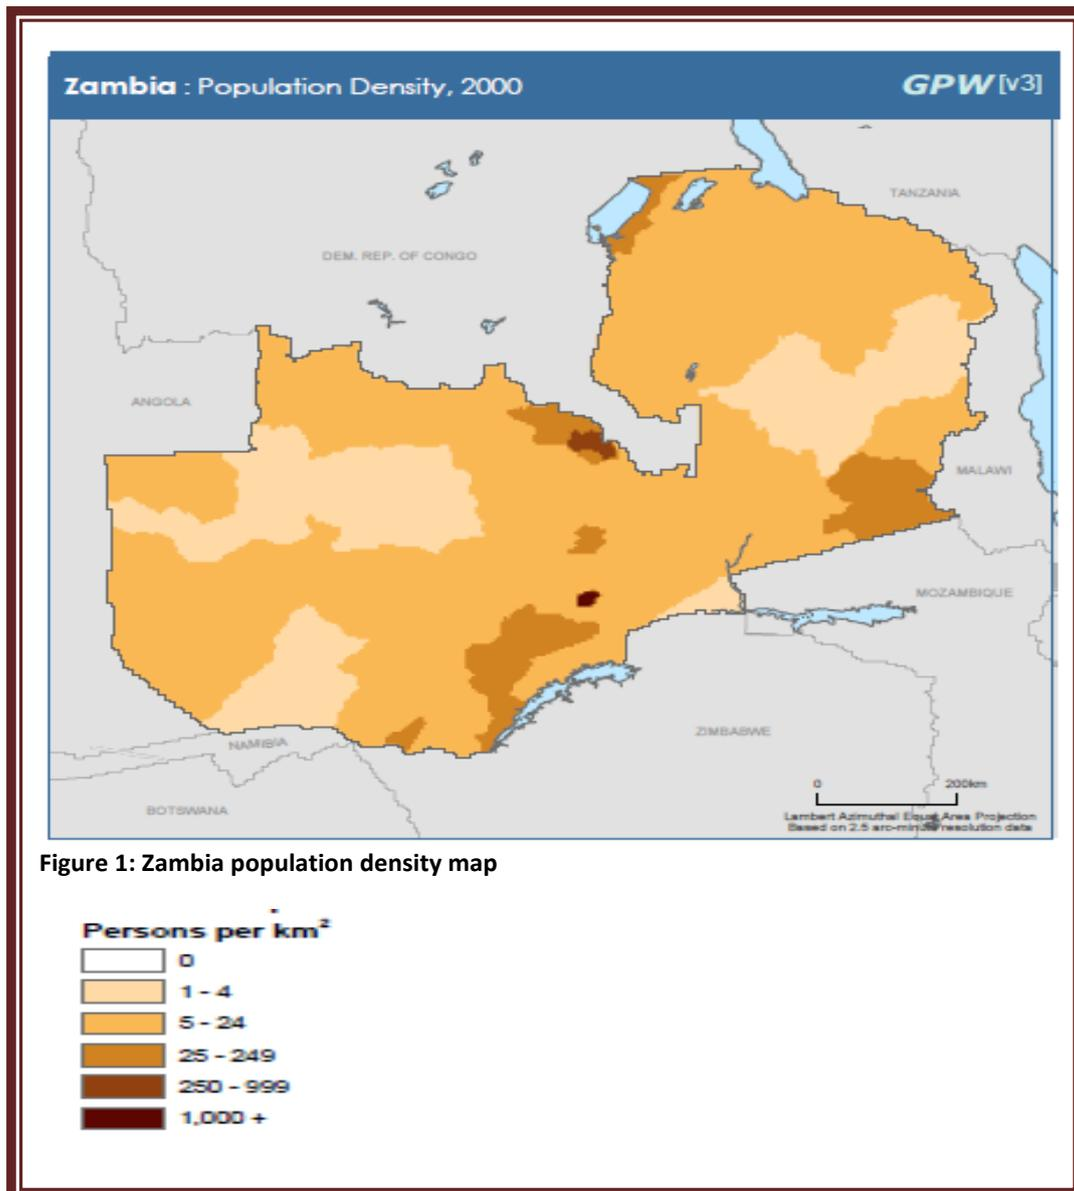 Zambia : Population Density, 2000
GPW [v3]
TANZANIA
DEM. REP. OF CONGO
ANGOLA
MALAWI
MOZAMBIQUE
ZIMBABWE
NAMIBIA
BOTSWANA
0 200km
Lambert Azimuthal Equal Area Projection
Based on 2.5 arc-minute resolution data
Figure 1: Zambia population density map
Persons per km²
0
1 - 4
5 - 24
25 - 249
250 - 999
1,000 +